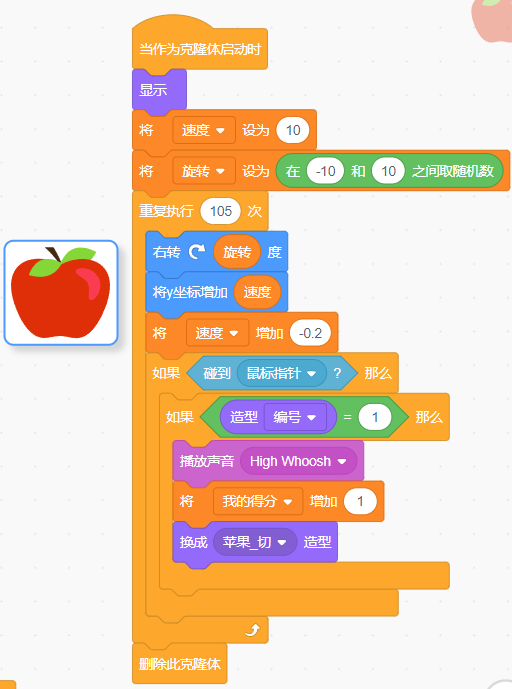 当作为克隆体启动时
显示
将 速度 设为 10
将 旋转 设为 在 -10 和 10 之间取随机数
重复执行 105 次
右转 旋转 度
将y坐标增加 速度
将 速度 增加 -0.2
如果 碰到 鼠标指针 ? 那么
如果 造型 编号 = 1 那么
播放声音 High Whoosh
将 我的得分 增加 1
换成 苹果_切 造型
删除此克隆体